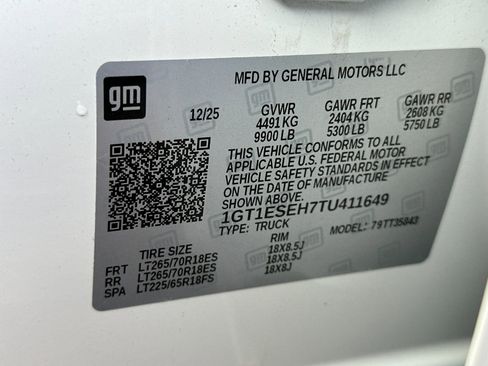 gm
MFD BY GENERAL MOTORS LLC
12/25 GVWR GAWR FRT GAWR RR
4491 KG 2404 KG 2608 KG
9900 LB 5300 LB 5750 LB
THIS VEHICLE CONFORMS TO ALL
APPLICABLE U.S. FEDERAL MOTOR
VEHICLE SAFETY STANDARDS IN
EFFECT ON THE DATE OF MANUFACTURE
SHOWN ABOVE.
1GT1ESEH7TU411649
TYPE: TRUCK MODEL: 79TT35843
TIRE SIZE RIM
FRT LT265/70R18ES 18X8.5J
RR LT265/70R18ES 18X8.5J
SPA LT225/65R18FS 18X8J